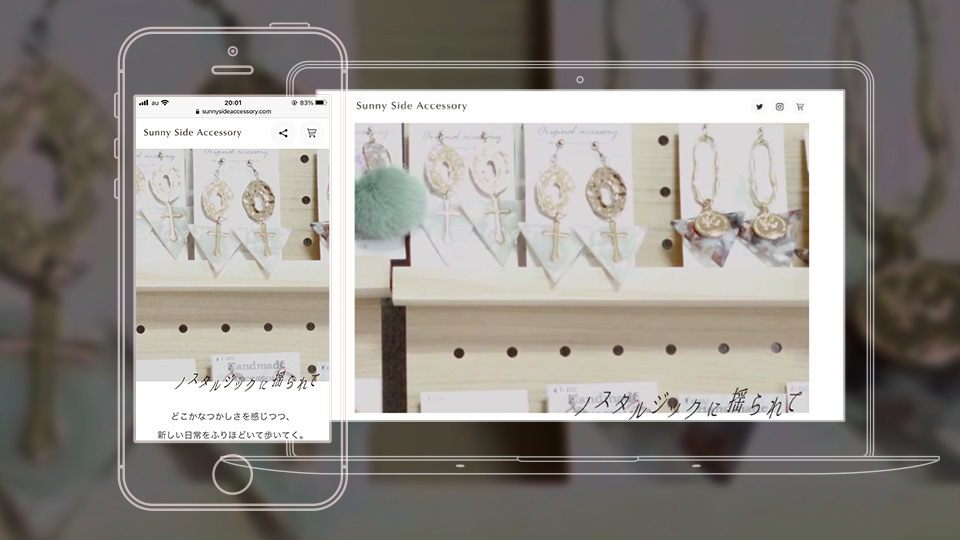 au
20:01
83%
sunnysideaccessory.com
Sunny Side Accessory
ノスタルジックに揺られて
どこかなつかしさを感じつつ、
新しい日常をふりほどいて歩いてく。
Sunny Side Accessory
Original accessory
Handmade
ノスタルジックに揺られて